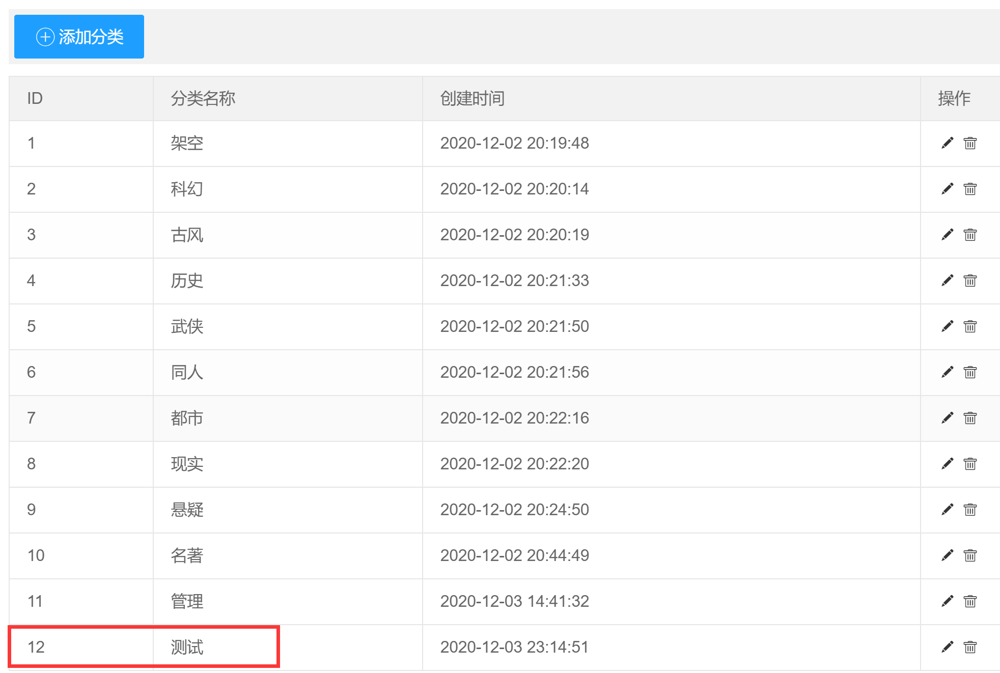 添加分类
ID 分类名称 创建时间 操作
1 架空 2020-12-02 20:19:48
2 科幻 2020-12-02 20:20:14
3 古风 2020-12-02 20:20:19
4 历史 2020-12-02 20:21:33
5 武侠 2020-12-02 20:21:50
6 同人 2020-12-02 20:21:56
7 都市 2020-12-02 20:22:16
8 现实 2020-12-02 20:22:20
9 悬疑 2020-12-02 20:24:50
10 名著 2020-12-02 20:44:49
11 管理 2020-12-03 14:41:32
12 测试 2020-12-03 23:14:51